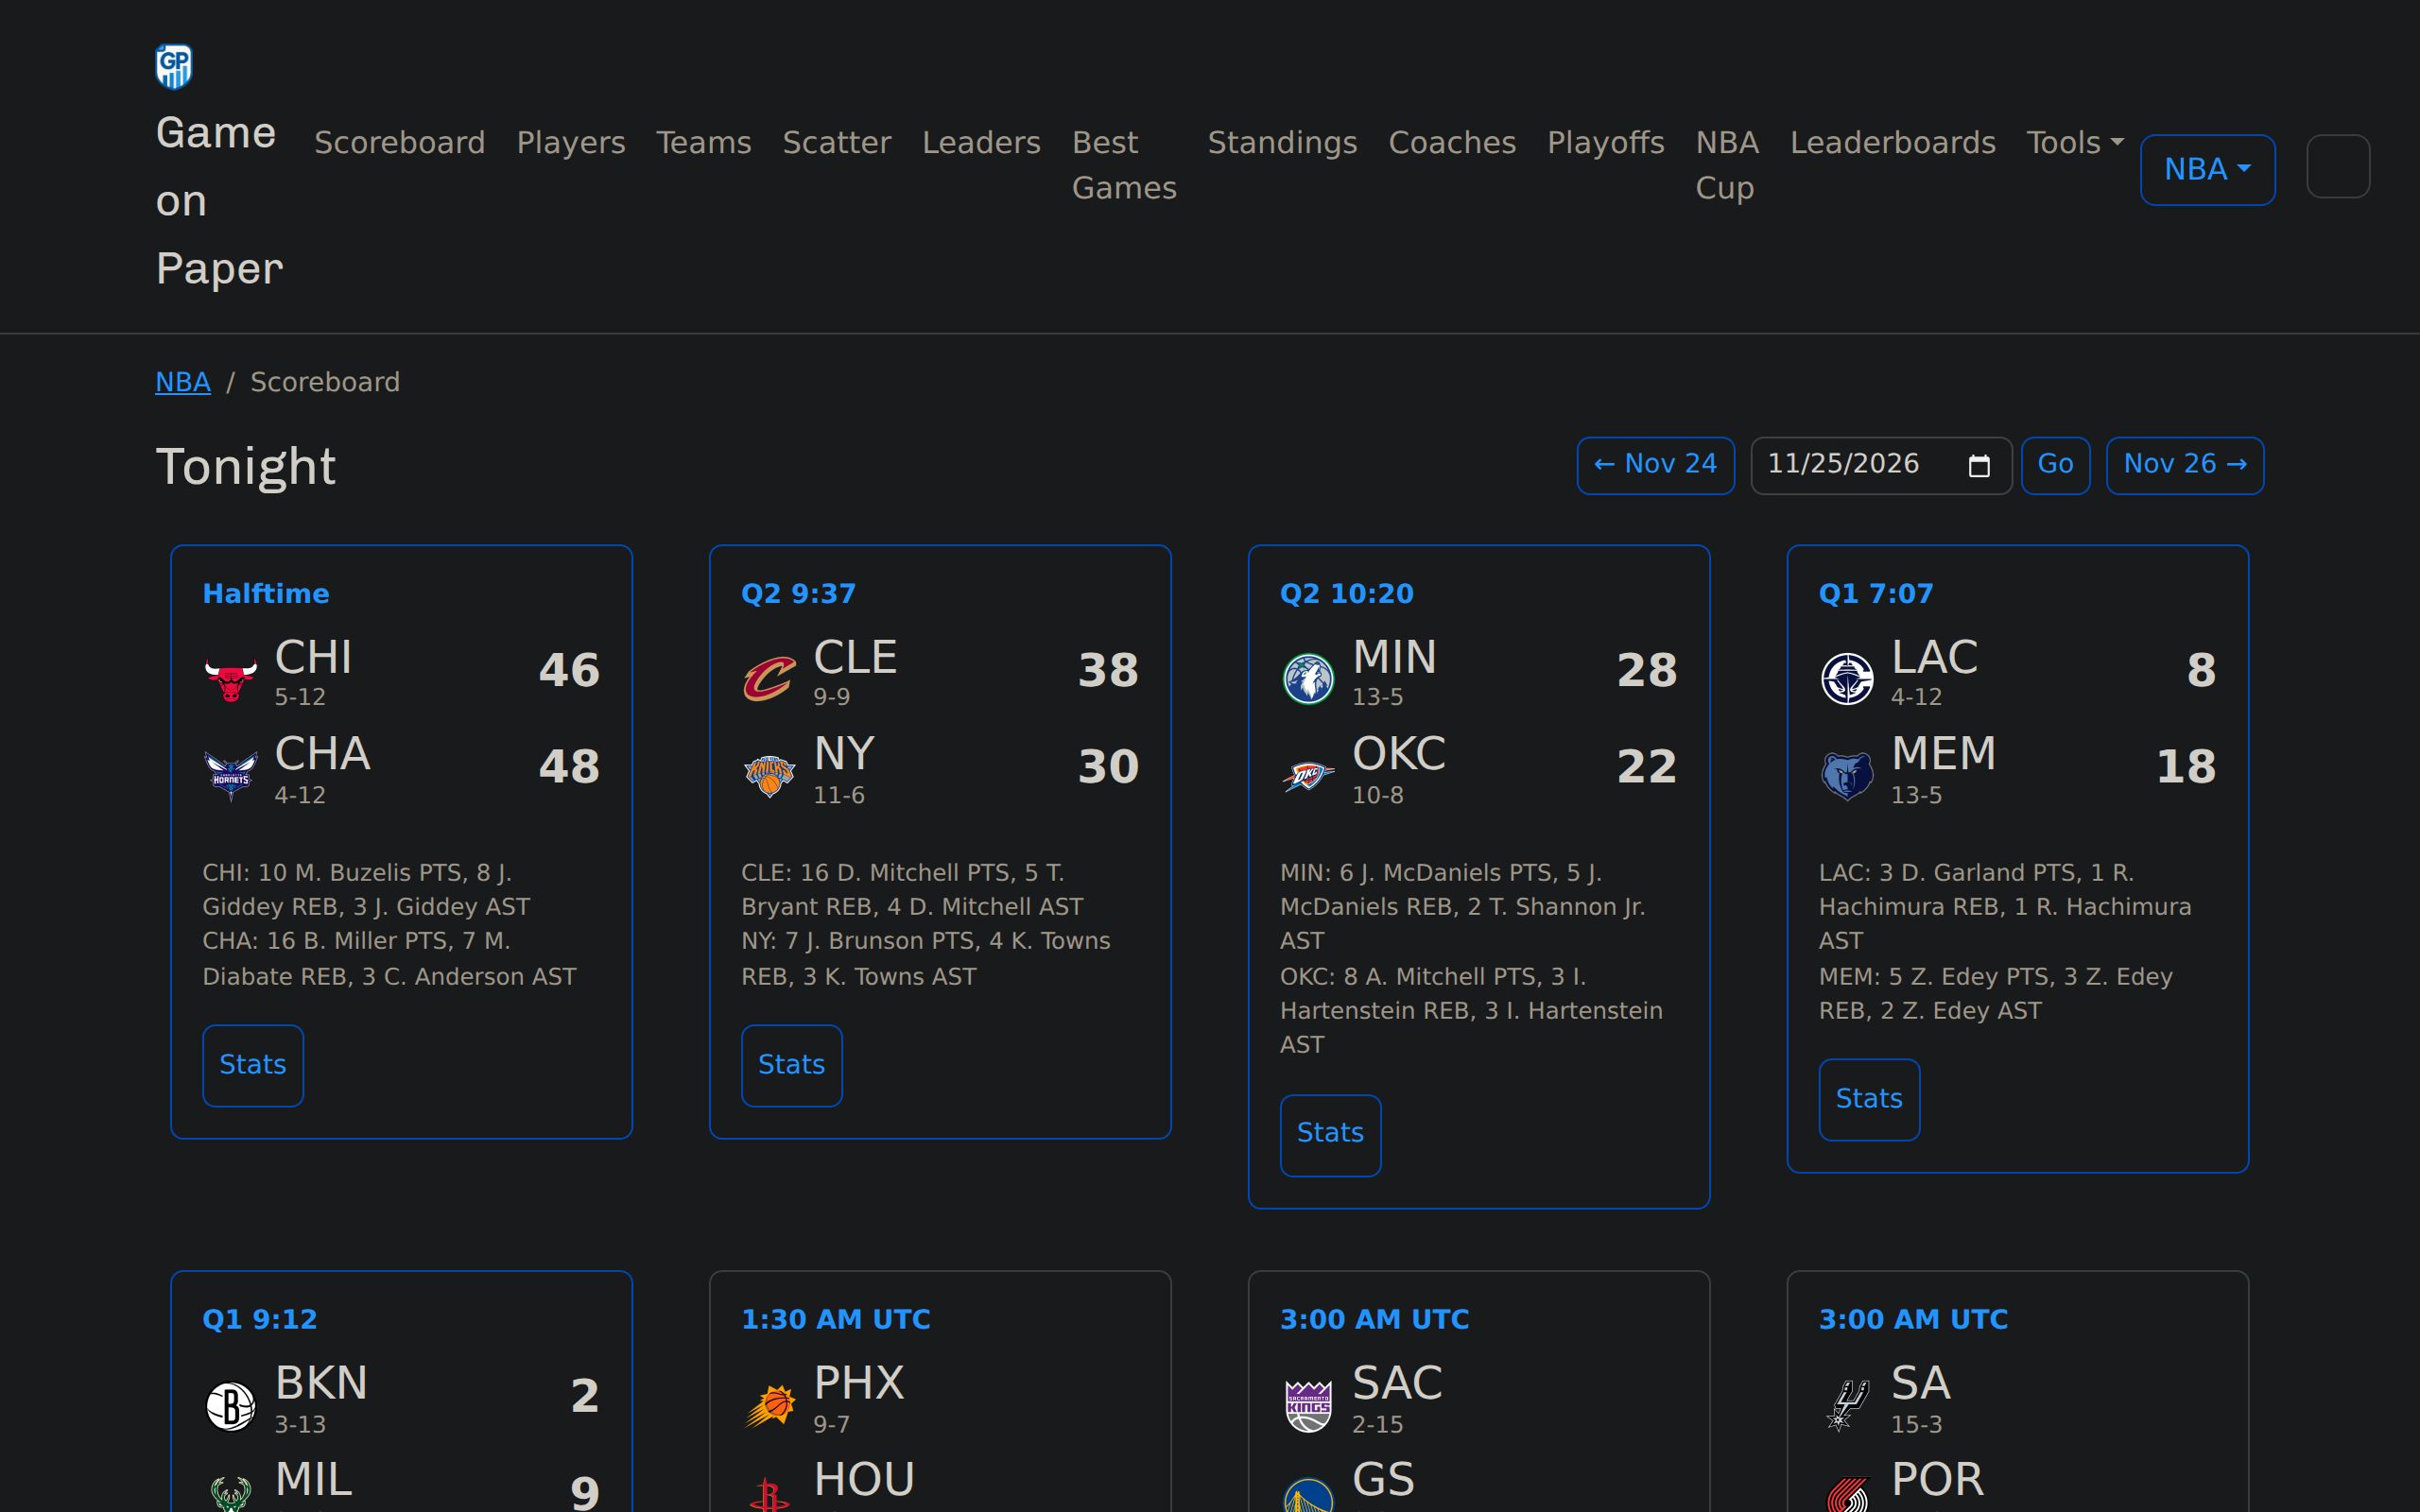 GP
Game
on
Paper
Scoreboard
Players
Teams
Scatter
Leaders
Best
Games
Standings
Coaches
Playoffs
NBA
Cup
Leaderboards
Tools
NBA
NBA / Scoreboard
Tonight
← Nov 24
11/25/2026
Go
Nov 26 →
Halftime
CHI
5-12
46
HORNETS
CHA
4-12
48
CHI: 10 M. Buzelis PTS, 8 J.
Giddey REB, 3 J. Giddey AST
CHA: 16 B. Miller PTS, 7 M.
Diabate REB, 3 C. Anderson AST
Stats
Q2 9:37
C
CLE
9-9
38
KNICKS
NY
11-6
30
CLE: 16 D. Mitchell PTS, 5 T.
Bryant REB, 4 D. Mitchell AST
NY: 7 J. Brunson PTS, 4 K. Towns
REB, 3 K. Towns AST
Stats
Q2 10:20
MIN
13-5
28
OKC
OKC
10-8
22
MIN: 6 J. McDaniels PTS, 5 J.
McDaniels REB, 2 T. Shannon Jr.
AST
OKC: 8 A. Mitchell PTS, 3 I.
Hartenstein REB, 3 I. Hartenstein
AST
Stats
Q1 7:07
LAC
4-12
8
MEM
13-5
18
LAC: 3 D. Garland PTS, 1 R.
Hachimura REB, 1 R. Hachimura
AST
MEM: 5 Z. Edey PTS, 3 Z. Edey
REB, 2 Z. Edey AST
Stats
Q1 9:12
B
BKN
3-13
2
MIL
9
1:30 AM UTC
PHX
9-7
R
HOU
3:00 AM UTC
SACRAMENTO
KINGS
SAC
2-15
GS
3:00 AM UTC
SA
15-3
POR